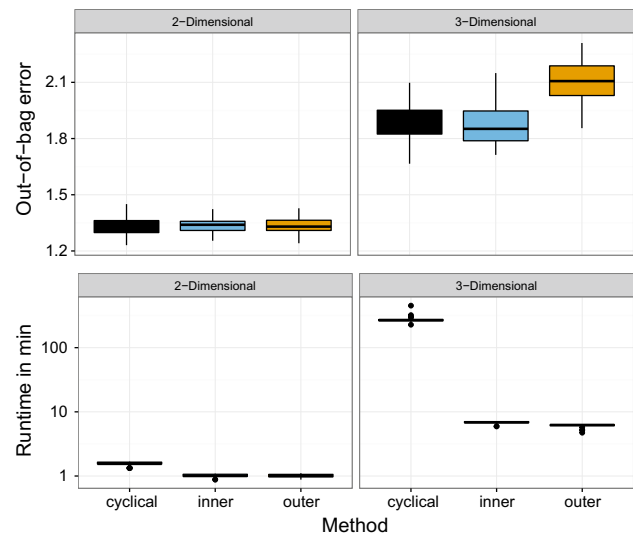 2−Dimensional 3−Dimensional
Out−of−bag error
2.1
1.8
1.5
1.2
2−Dimensional 3−Dimensional
Runtime in min
100
10
1
cyclical inner outer cyclical inner outer
Method